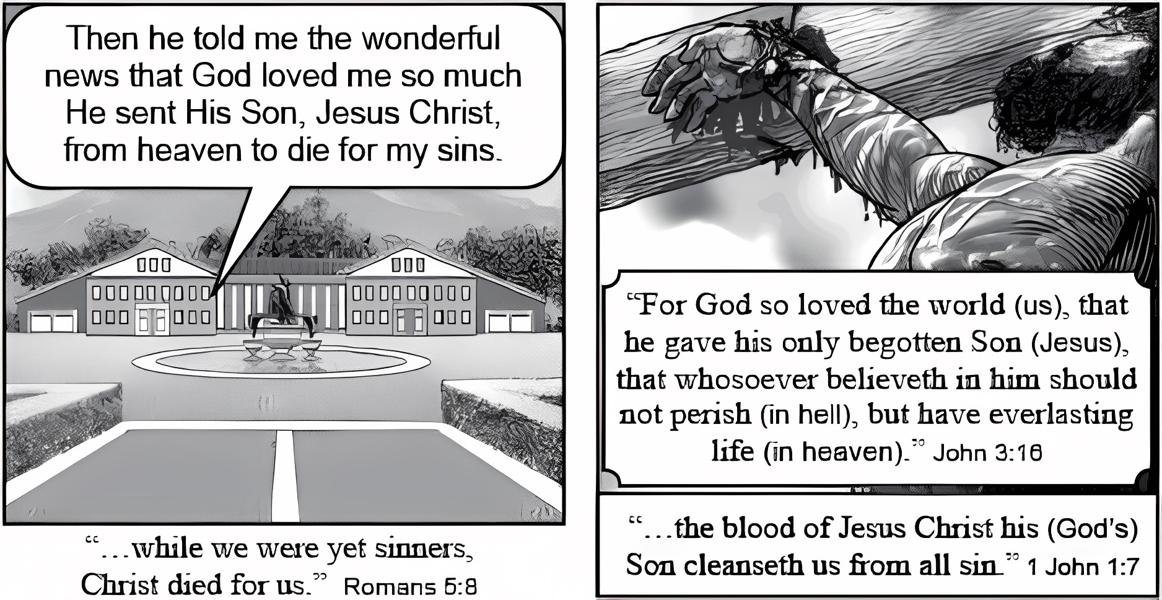 Then he told me the wonderful
news that God loved me so much
He sent His Son, Jesus Christ,
from heaven to die for my sins.
“...while we were yet sinners,
Christ died for us.” Romans 5:8
“For God so loved the world (us), that
he gave his only begotten Son (Jesus),
that whosoever believeth in him should
not perish (in hell), but have everlasting
life (in heaven).” John 3:16
“...the blood of Jesus Christ his (God's)
Son cleanseth us from all sin.” 1 John 1:7